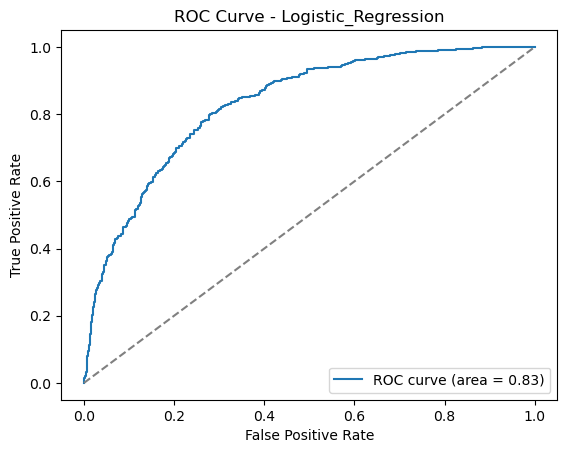 ROC Curve - Logistic_Regression
True Positive Rate
1.0
0.8
0.6
0.4
0.2
0.0
ROC curve (area = 0.83)
0.0 0.2 0.4 0.6 0.8 1.0
False Positive Rate